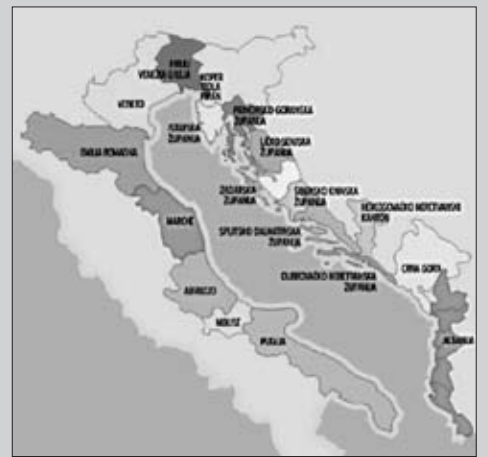 FRIULI
VENEZIA GIULIA
KOPER
IZOLA
PIRAN
VENETO
ISTARSKA
ŽUPANIJA
PRIMORSKO-GORANSKA
ŽUPANIJA
LIČKO-SENJSKA
ŽUPANIJA
EMILIA ROMAGNA
ZADARSKA
ŽUPANIJA
ŠIBENSKO KNINSKA
ŽUPANIJA
HERCEGOVAČKO NERETVANSKI
KANTON
MARCHE
SPLITSKO DALMATINSKA
ŽUPANIJA
CRNA GORA
DUBROVAČKO NERETVANSKA
ŽUPANIJA
ABRUZZO
MOLISE
PUGLIA
ALBANIJA